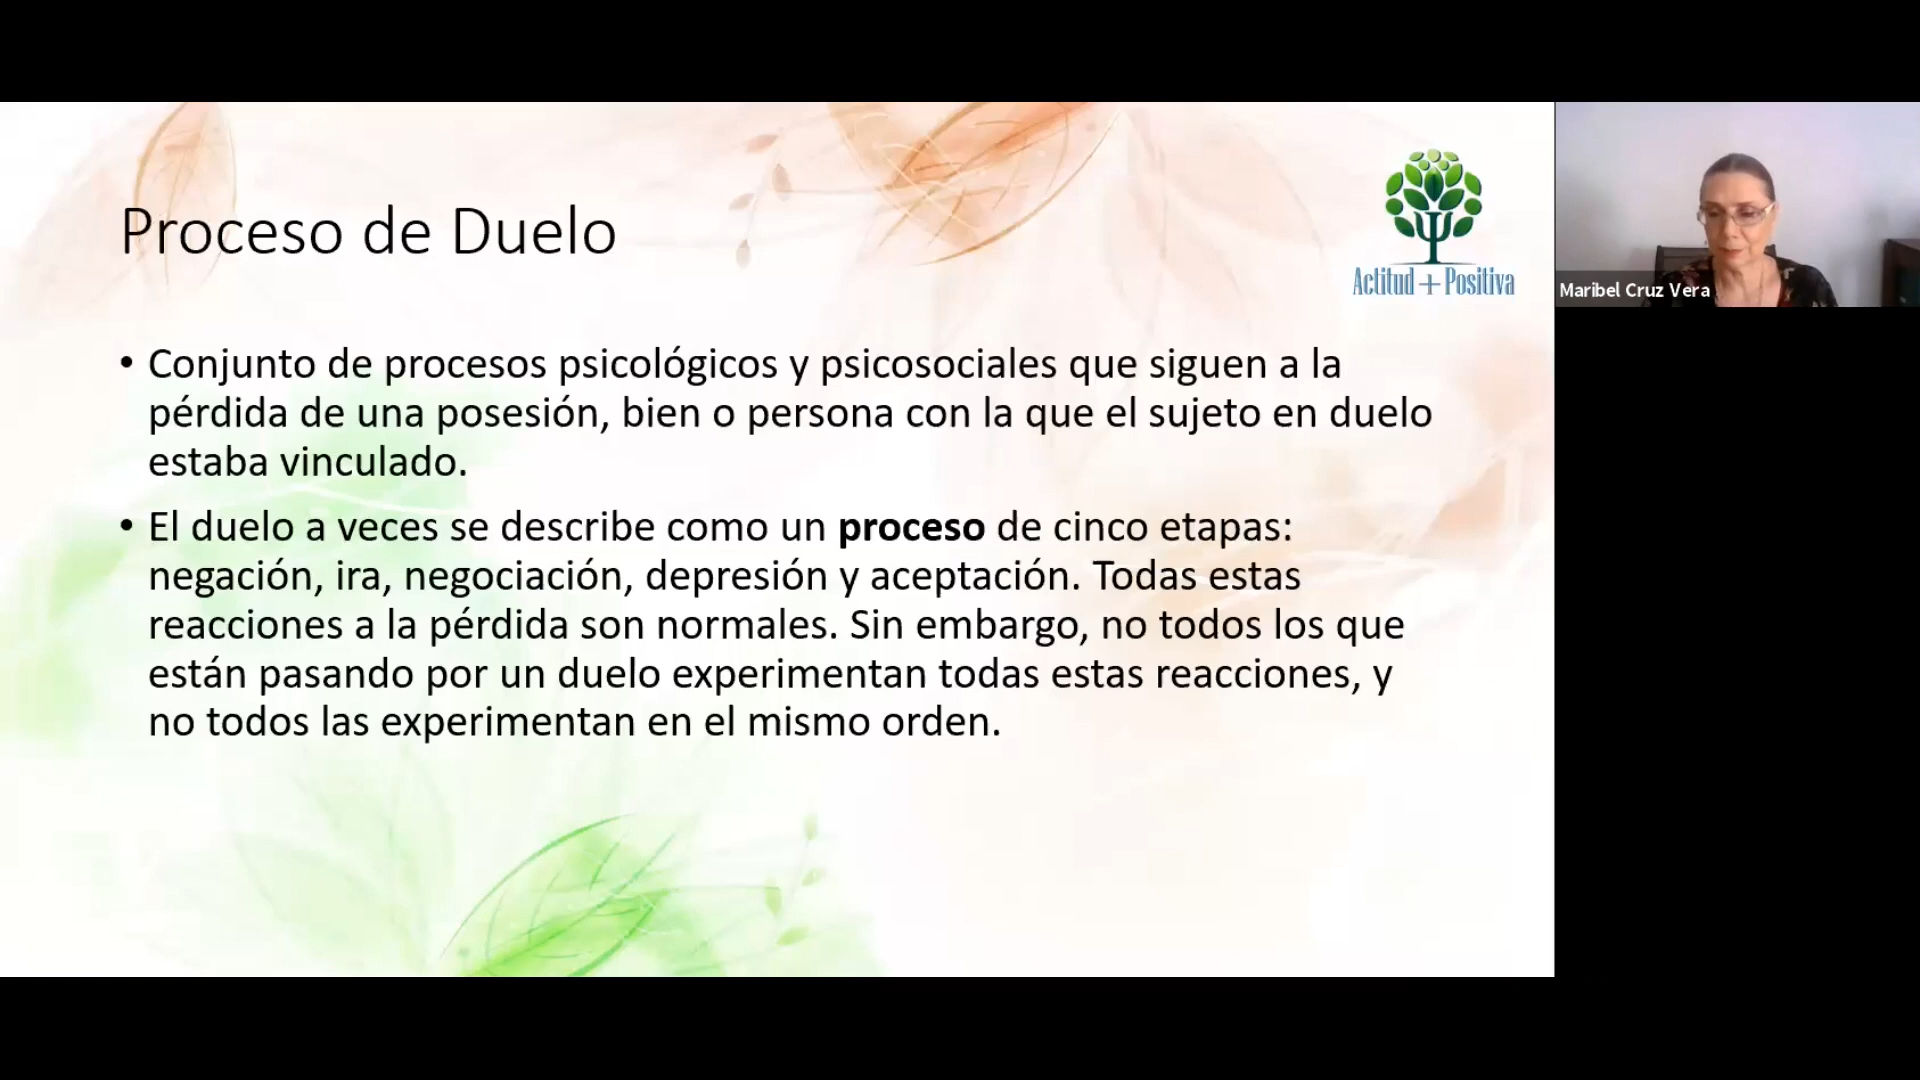 Proceso de Duelo
Actitud + Positiva
Maribel Cruz Vera
• Conjunto de procesos psicológicos y psicosociales que siguen a la
pérdida de una posesión, bien o persona con la que el sujeto en duelo
estaba vinculado.
• El duelo a veces se describe como un proceso de cinco etapas:
negación, ira, negociación, depresión y aceptación. Todas estas
reacciones a la pérdida son normales. Sin embargo, no todos los que
están pasando por un duelo experimentan todas estas reacciones, y
no todos las experimentan en el mismo orden.